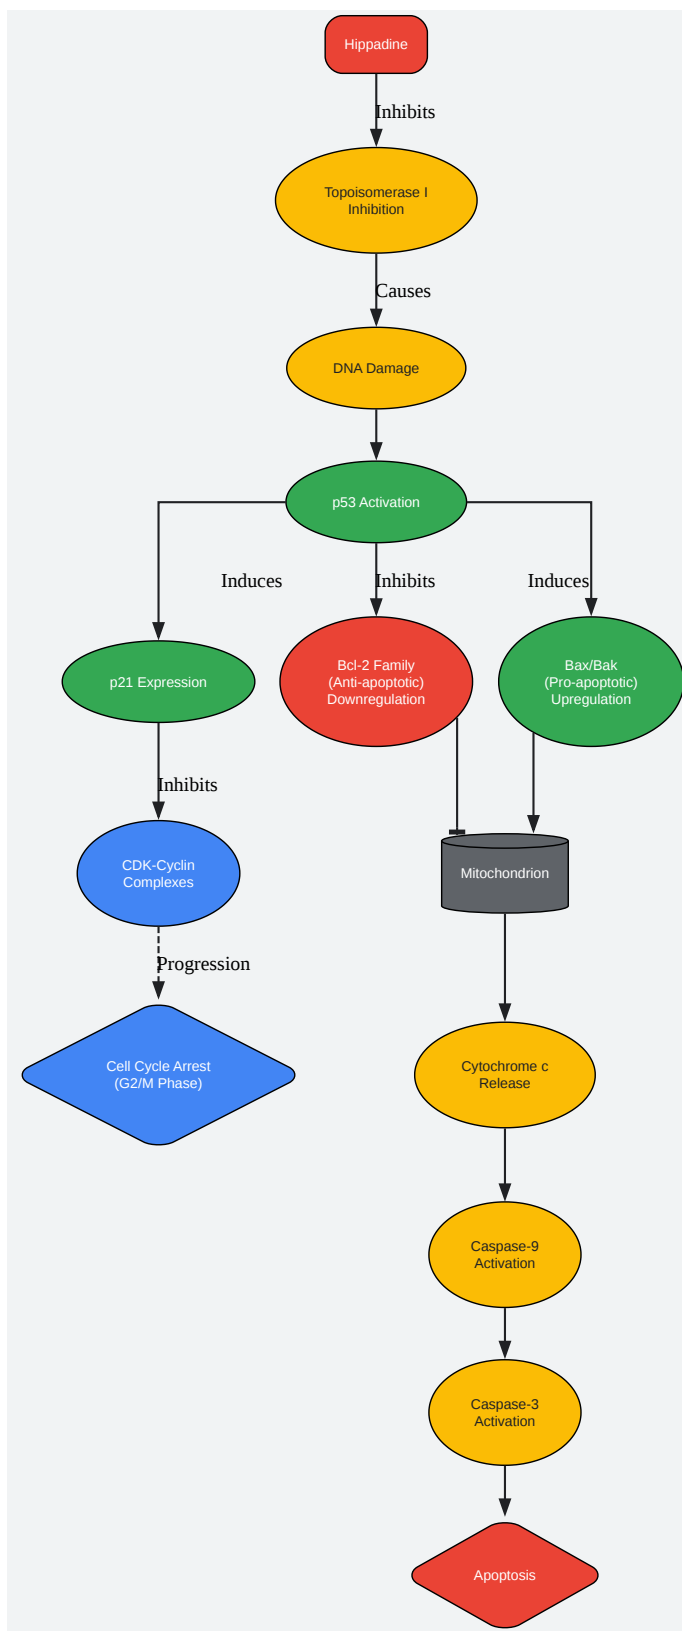 Hippadine
Inhibits
Topoisomerase I
Inhibition
Causes
DNA Damage
p53 Activation
Induces
Inhibits
Induces
p21 Expression
Bcl-2 Family
(Anti-apoptotic)
Downregulation
Bax/Bak
(Pro-apoptotic)
Upregulation
Inhibits
CDK-Cyclin
Complexes
Mitochondrion
Progression
Cell Cycle Arrest
(G2/M Phase)
Cytochrome c
Release
Caspase-9
Activation
Caspase-3
Activation
Apoptosis